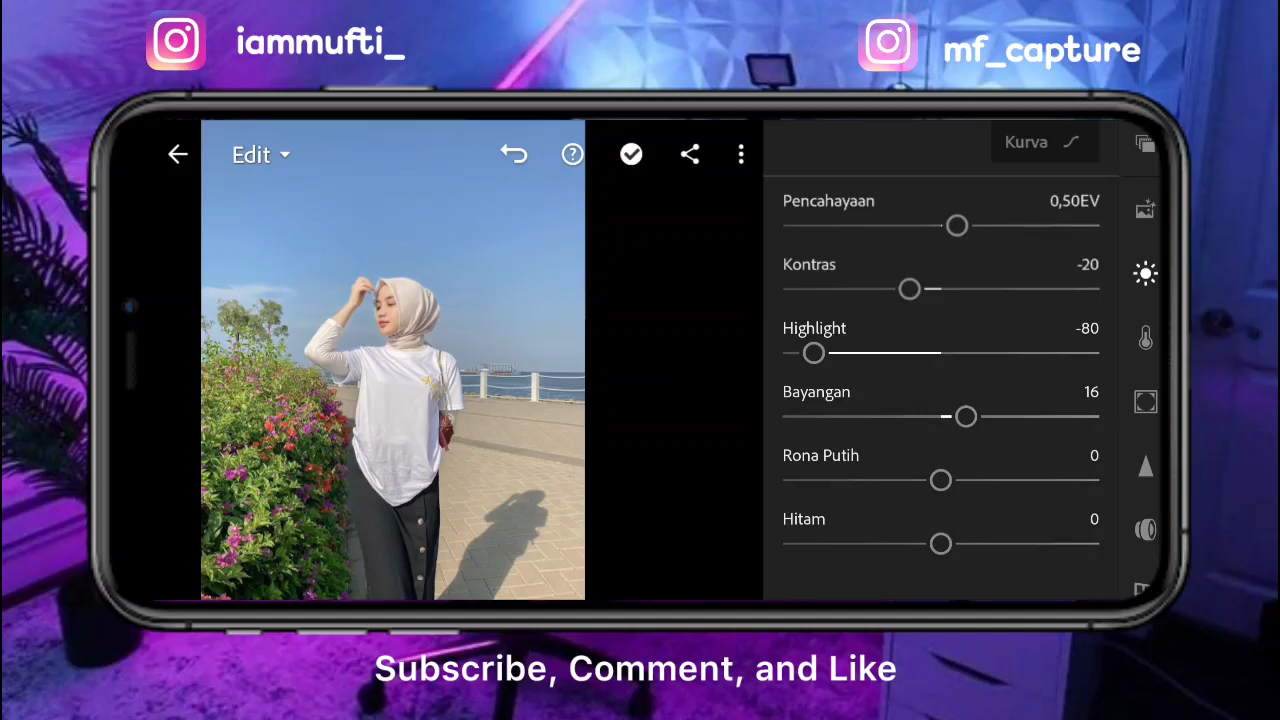 iammufti_
mf_capture
Edit
Kurva
Pencahayaan 0,50EV
Kontras -20
Highlight -80
Bayangan 16
Rona Putih 0
Hitam 0
Subscribe, Comment, and Like